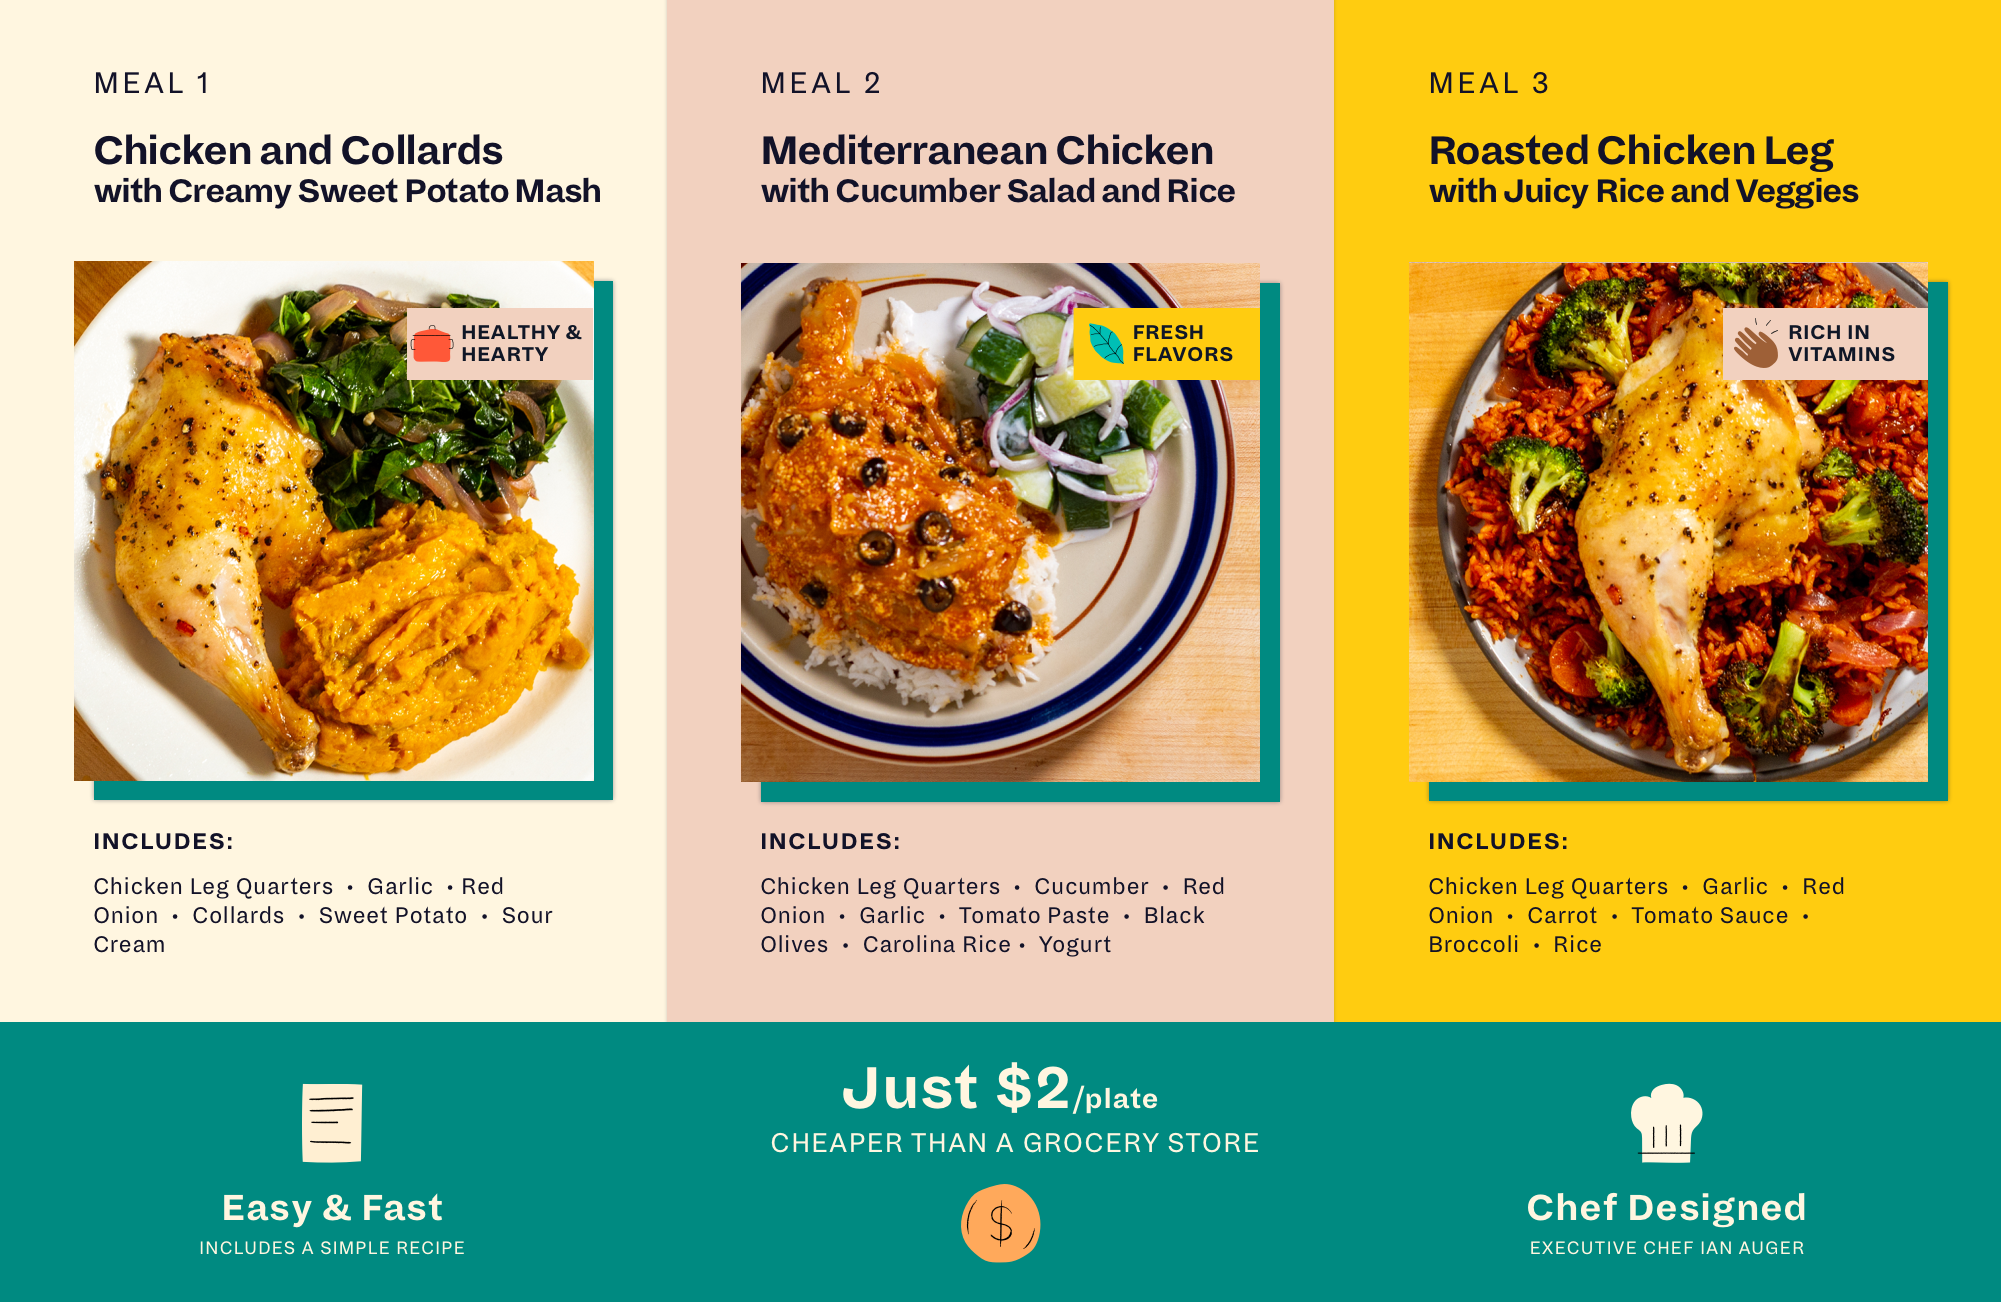 MEAL 1
Chicken and Collards
with Creamy Sweet Potato Mash
HEALTHY &
HEARTY
INCLUDES:
Chicken Leg Quarters • Garlic • Red
Onion • Collards • Sweet Potato • Sour
Cream
MEAL 2
Mediterranean Chicken
with Cucumber Salad and Rice
FRESH
FLAVORS
INCLUDES:
Chicken Leg Quarters • Cucumber • Red
Onion • Garlic • Tomato Paste • Black
Olives • Carolina Rice • Yogurt
MEAL 3
Roasted Chicken Leg
with Juicy Rice and Veggies
RICH IN
VITAMINS
INCLUDES:
Chicken Leg Quarters • Garlic • Red
Onion • Carrot • Tomato Sauce •
Broccoli • Rice
Easy & Fast
INCLUDES A SIMPLE RECIPE
Just $2/plate
CHEAPER THAN A GROCERY STORE
$
Chef Designed
EXECUTIVE CHEF IAN AUGER